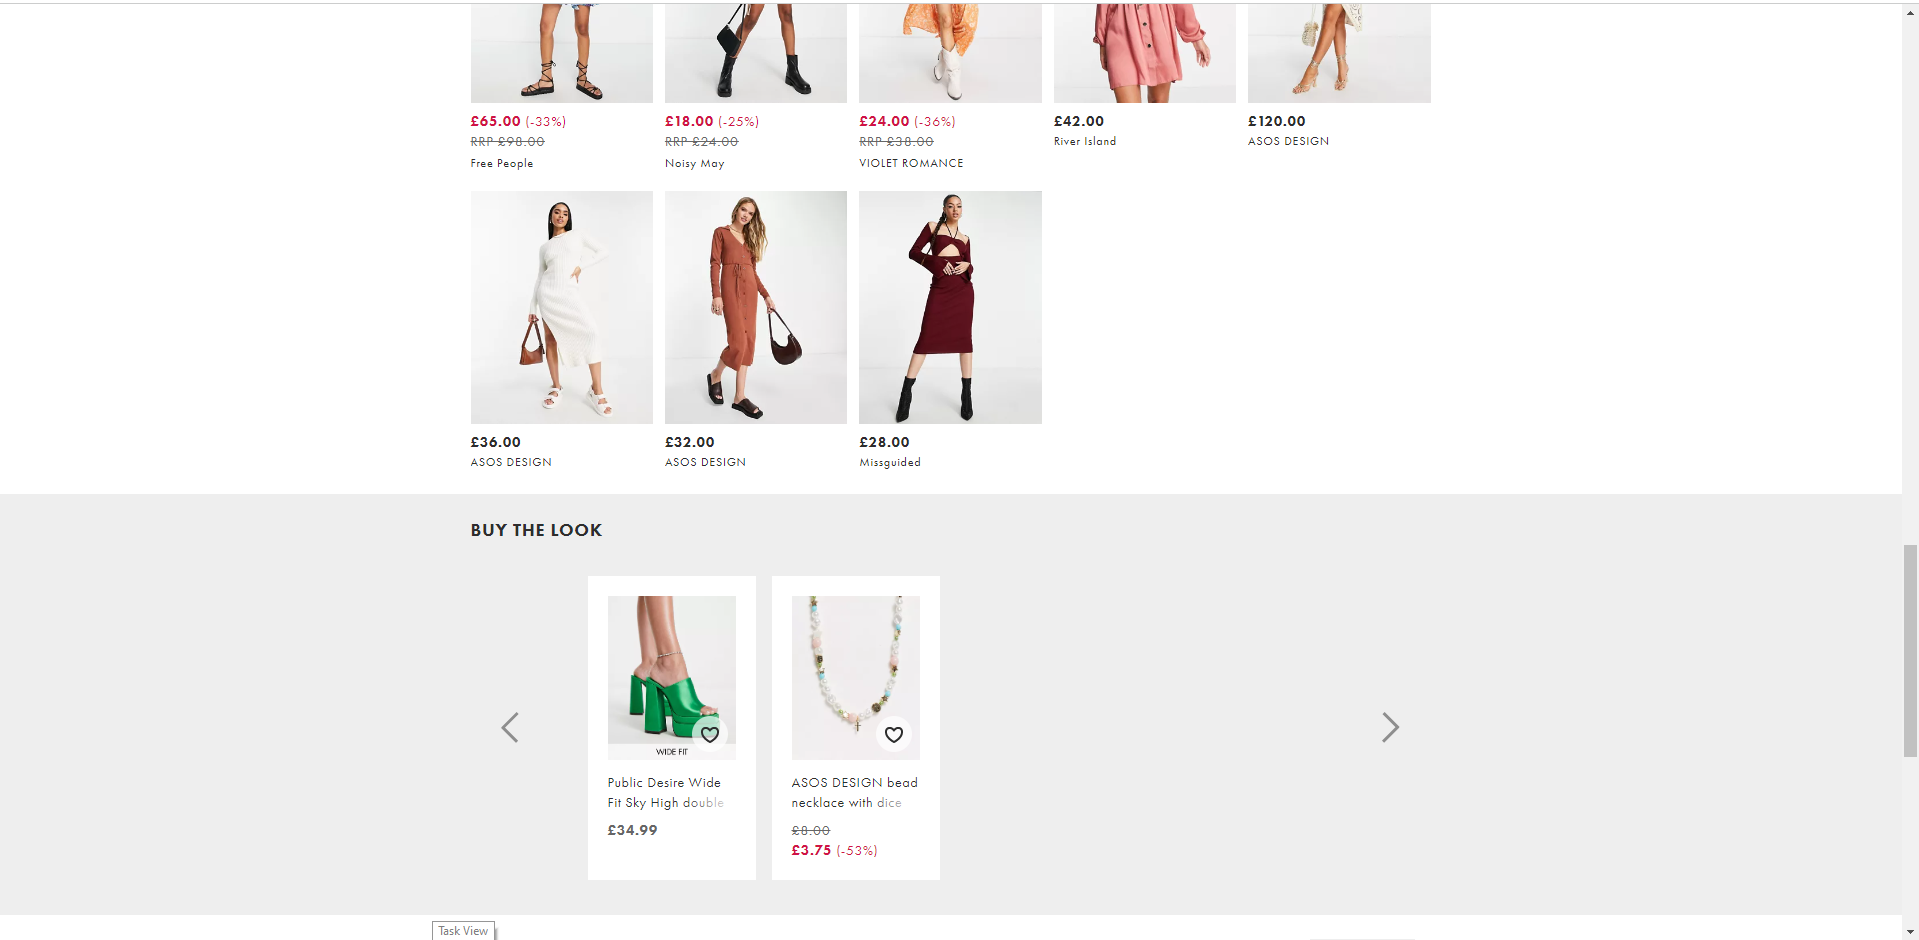 £65.00 (-33%)
RRP £98.00
Free People
£18.00 (-25%)
RRP £24.00
Noisy May
£24.00 (-36%)
RRP £38.00
VIOLET ROMANCE
£42.00
River Island
£120.00
ASOS DESIGN
£36.00
ASOS DESIGN
£32.00
ASOS DESIGN
£28.00
Missguided
BUY THE LOOK
WIDE FIT
Public Desire Wide
Fit Sky High double
£34.99
ASOS DESIGN bead
necklace with dice
£8.00
£3.75 (-53%)
Task View